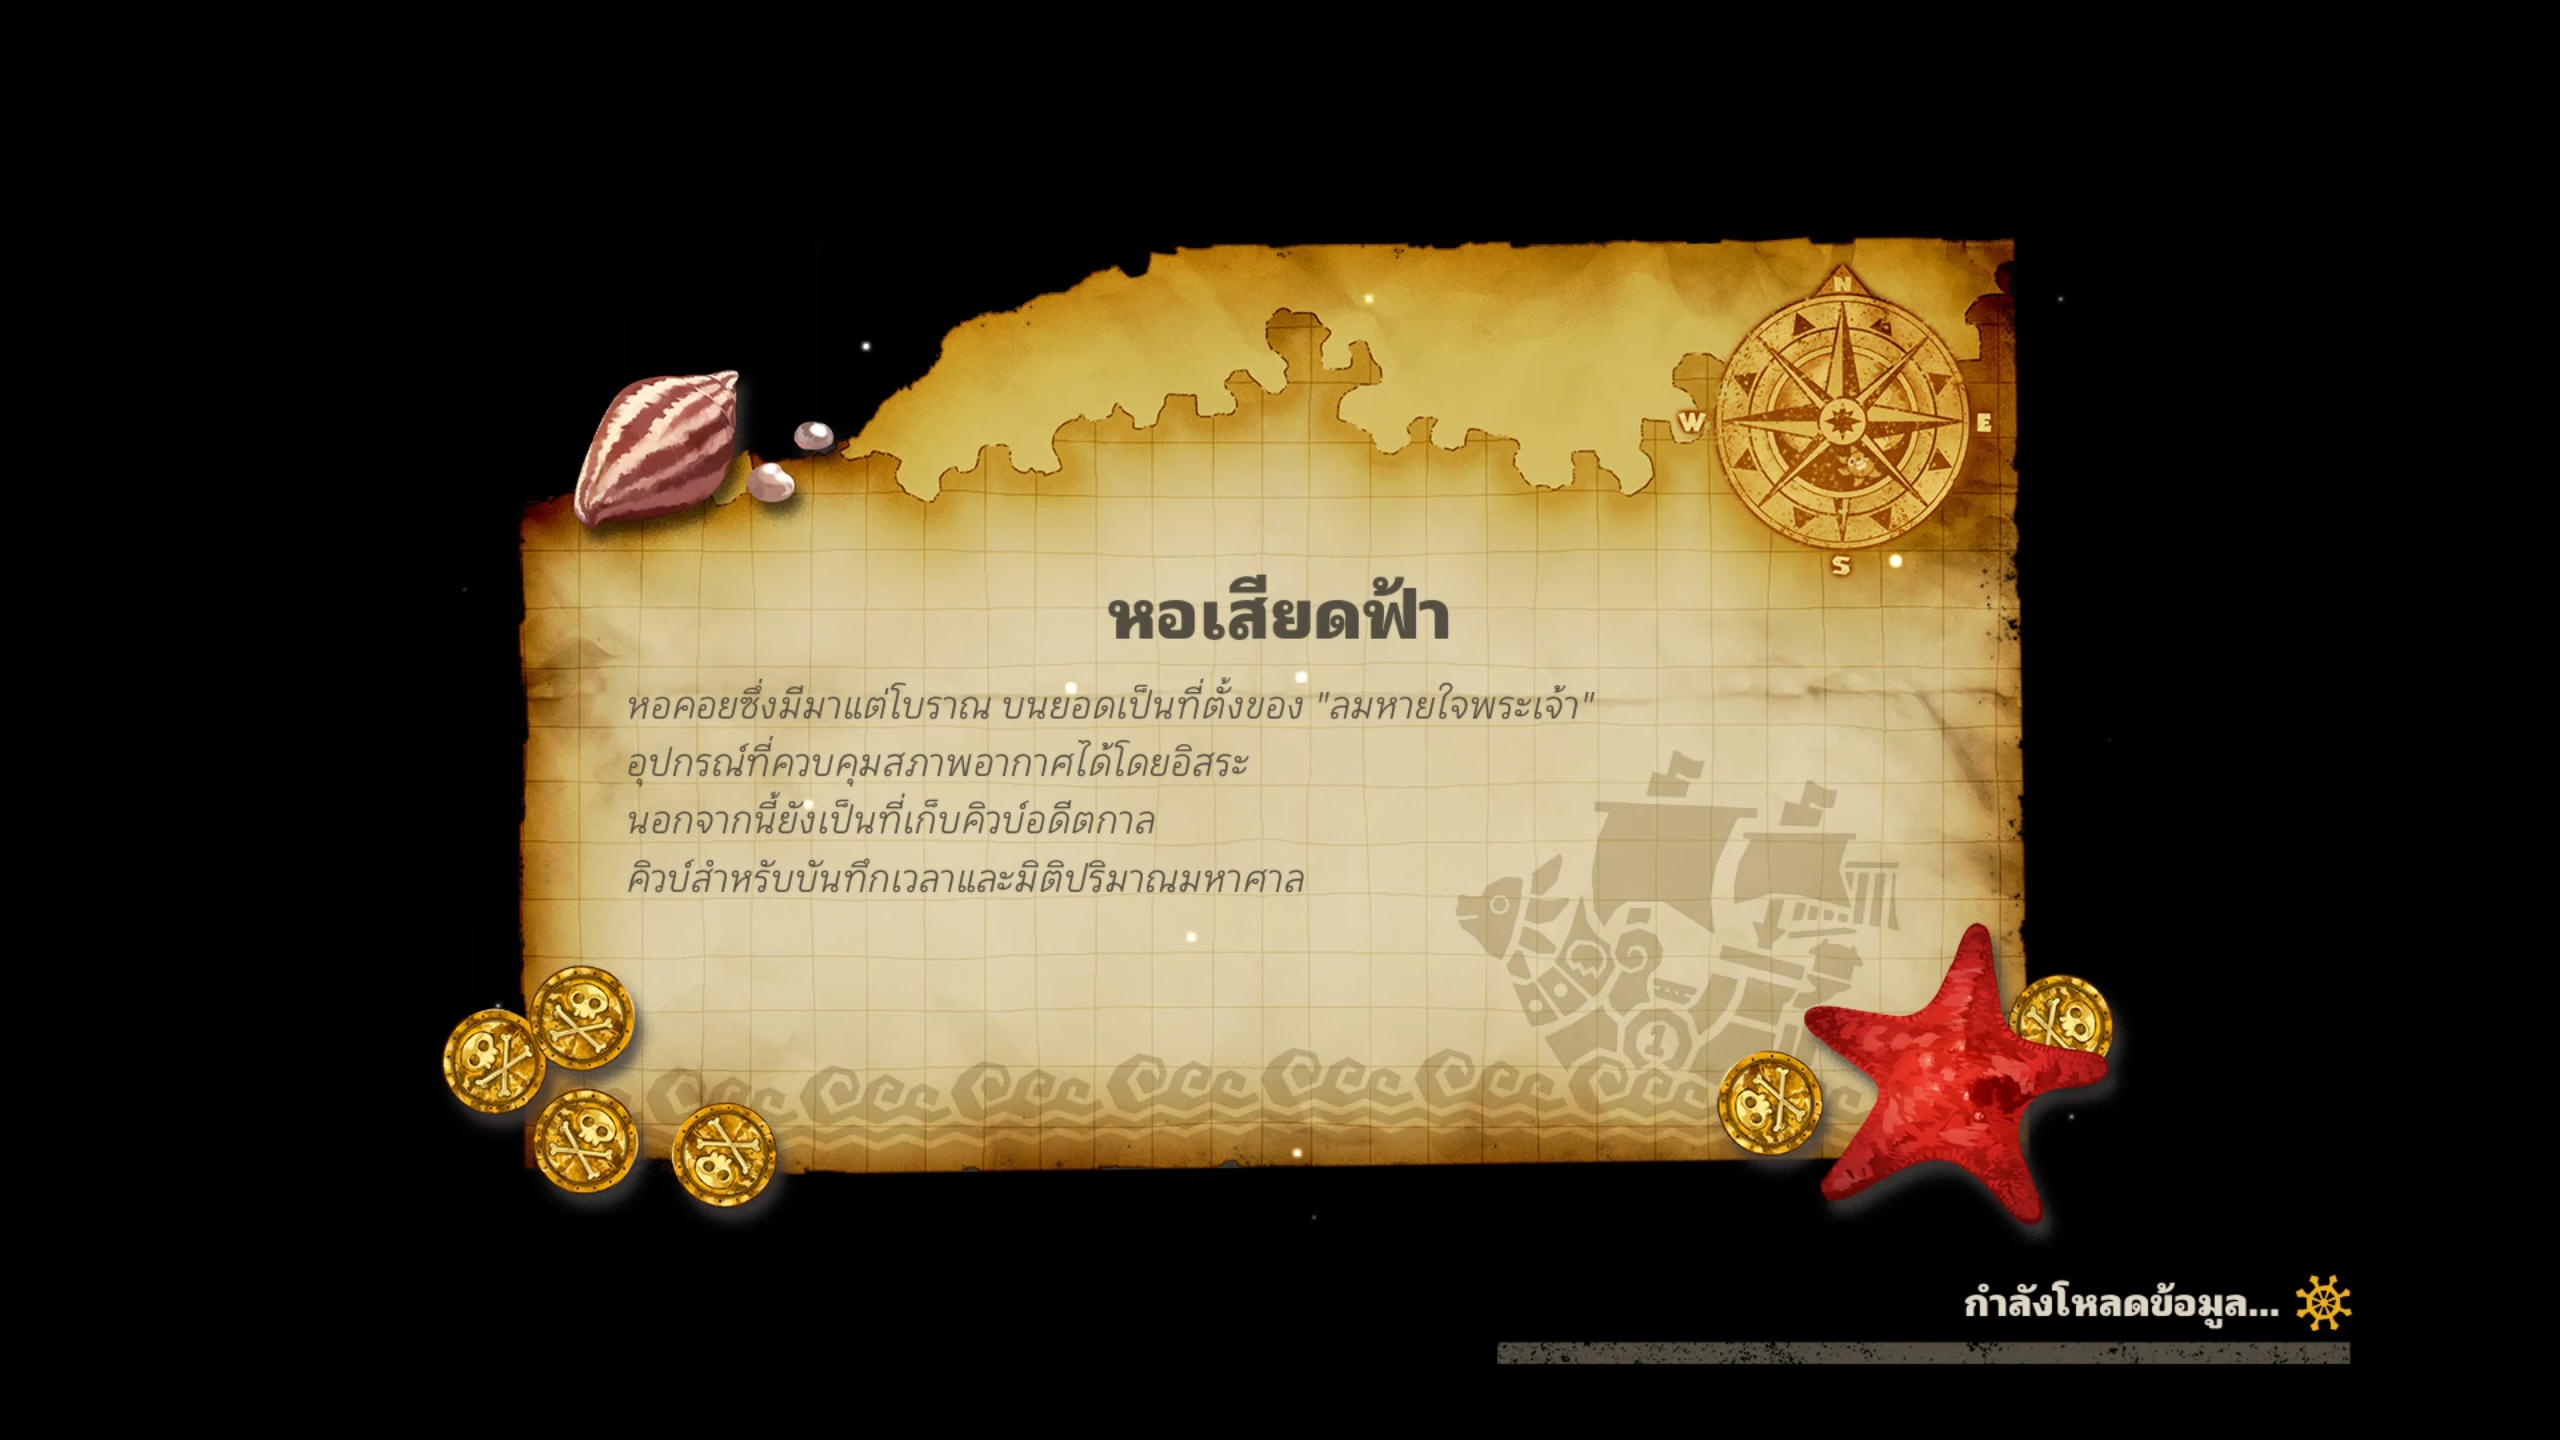 N
W
E
S
หอเสียดฟ้า
หอคอยซึ่งมีมาแต่โบราณ บนยอดเป็นที่ตั้งของ "ลมหายใจพระเจ้า"
อุปกรณ์ที่ควบคุมสภาพอากาศได้โดยอิสระ
นอกจากนี้ยังเป็นที่เก็บคิวบ์อดีตกาล
คิวบ์สำหรับบันทึกเวลาและมิติปริมาณมหาศาล
1
กำลังโหลดข้อมูล...